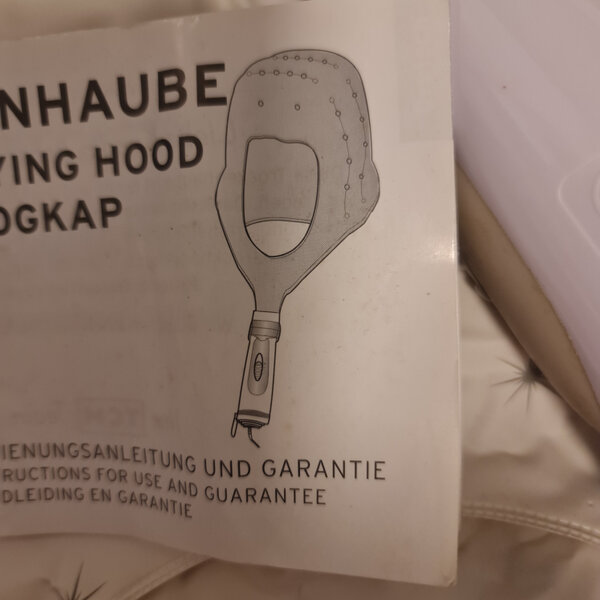 NHAUBE
YING HOOD
OGKAP
IENUNGSANLEITUNG UND GARANTIE
RUCTIONS FOR USE AND GUARANTEE
DLEIDING EN GARANTIE